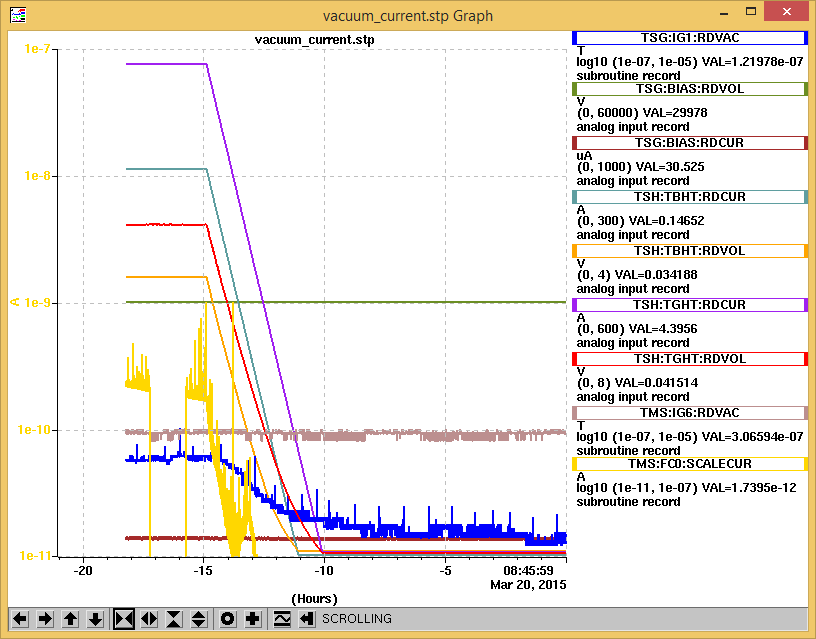 vacuum_current.stp Graph
vacuum_current.stp
1e-7
1e-8
1e-9
1e-10
1e-11
A
-20
-15
-10
-5
08:45:59
Mar 20, 2015
(Hours)
TSG:IG1:RDVAC
T
log10 (1e-07, 1e-05) VAL=1.21978e-07
subroutine record
TSG:BIAS:RDVOL
V
(0, 60000) VAL=29978
analog input record
TSG:BIAS:RDCUR
uA
(0, 1000) VAL=30.525
analog input record
TSH:TBHT:RDCUR
A
(0, 300) VAL=0.14652
analog input record
TSH:TBHT:RDVOL
V
(0, 4) VAL=0.034188
analog input record
TSH:TGHT:RDCUR
A
(0, 600) VAL=4.3956
analog input record
TSH:TGHT:RDVOL
V
(0, 8) VAL=0.041514
analog input record
TMS:IG6:RDVAC
T
log10 (1e-07, 1e-05) VAL=3.06594e-07
subroutine record
TMS:FC0:SCALECUR
A
log10 (1e-11, 1e-07) VAL=1.7395e-12
subroutine record
SCROLLING